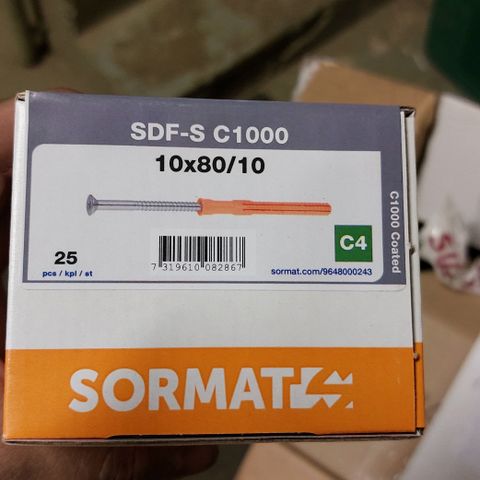 SDF-S C1000
10x80/10
25
pcs / kpl / st
7 319610 082867
C4
sormat.com/9648000243
C1000 Coated
SORMAT